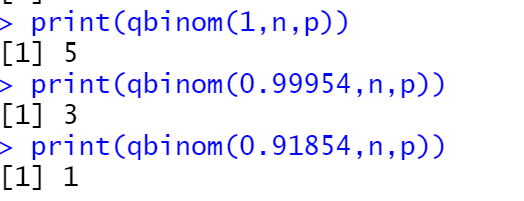 > print(qbinom(1,n,p))
[1] 5
> print(qbinom(0.99954,n,p))
[1] 3
> print(qbinom(0.91854,n,p))
[1] 1